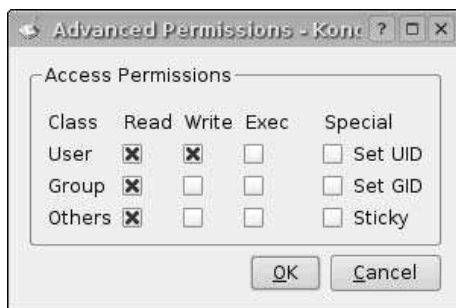 Advanced Permissions - Konq
Access Permissions
Class Read Write Exec Special
User Set UID
Group Set GID
Others Sticky
OK Cancel